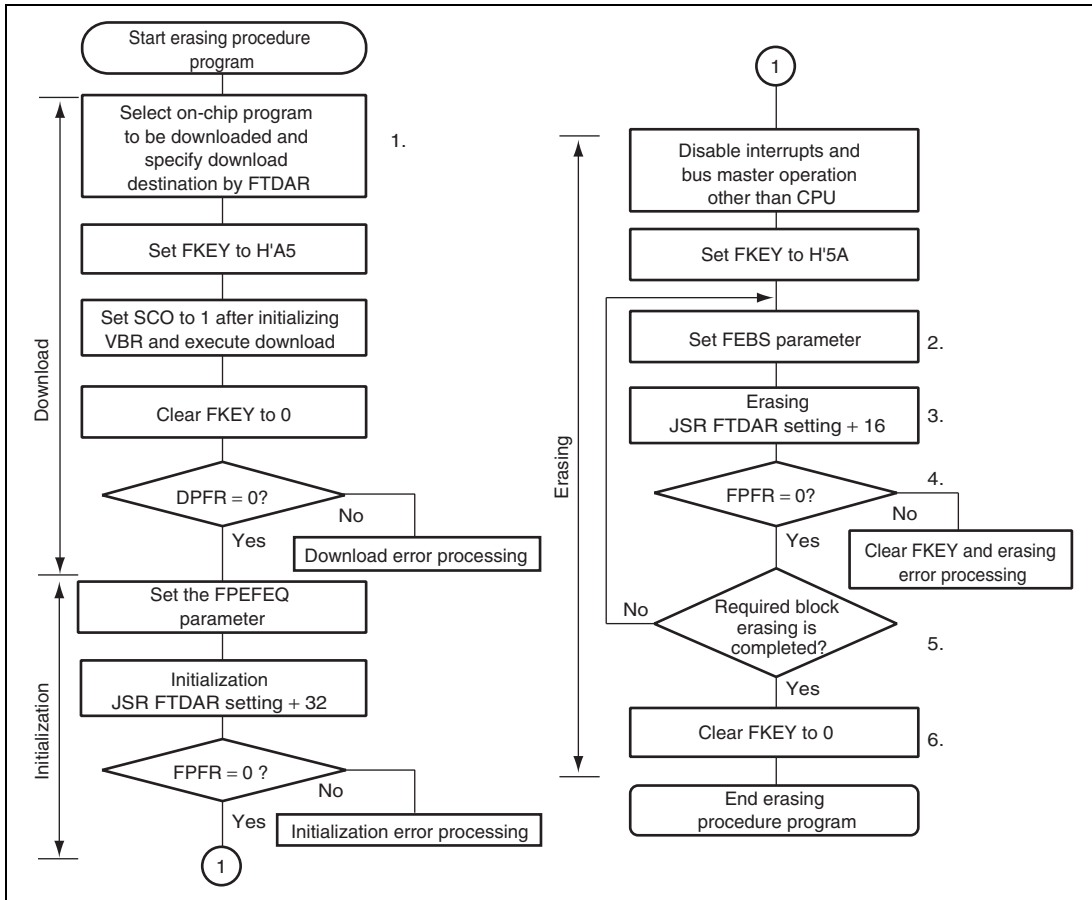 Start erasing procedure
program
Download
Select on-chip program
to be downloaded and
specify download
destination by FTDAR
1.
Set FKEY to H'A5
Set SCO to 1 after initializing
VBR and execute download
Clear FKEY to 0
DPFR = 0?
No
Yes
Download error processing
Initialization
Set the FPEFEQ
parameter
Initialization
JSR FTDAR setting + 32
FPFR = 0 ?
No
Yes
Initialization error processing
1
1
Erasing
Disable interrupts and
bus master operation
other than CPU
Set FKEY to H'5A
Set FEBS parameter
2.
Erasing
JSR FTDAR setting + 16
3.
4.
FPFR = 0?
No
Yes
Clear FKEY and erasing
error processing
No
Required block
erasing is
completed?
5.
Yes
Clear FKEY to 0
6.
End erasing
procedure program